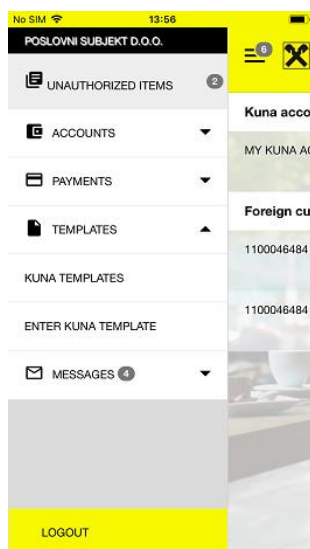 No SIM 13:56
POSLOVNI SUBJEKT D.O.O.
UNAUTHORIZED ITEMS 2
6
ACCOUNTS
Kuna acco
PAYMENTS
MY KUNA AC
TEMPLATES
Foreign cu
KUNA TEMPLATES
1100046484
ENTER KUNA TEMPLATE
1100046484
MESSAGES 4
LOGOUT